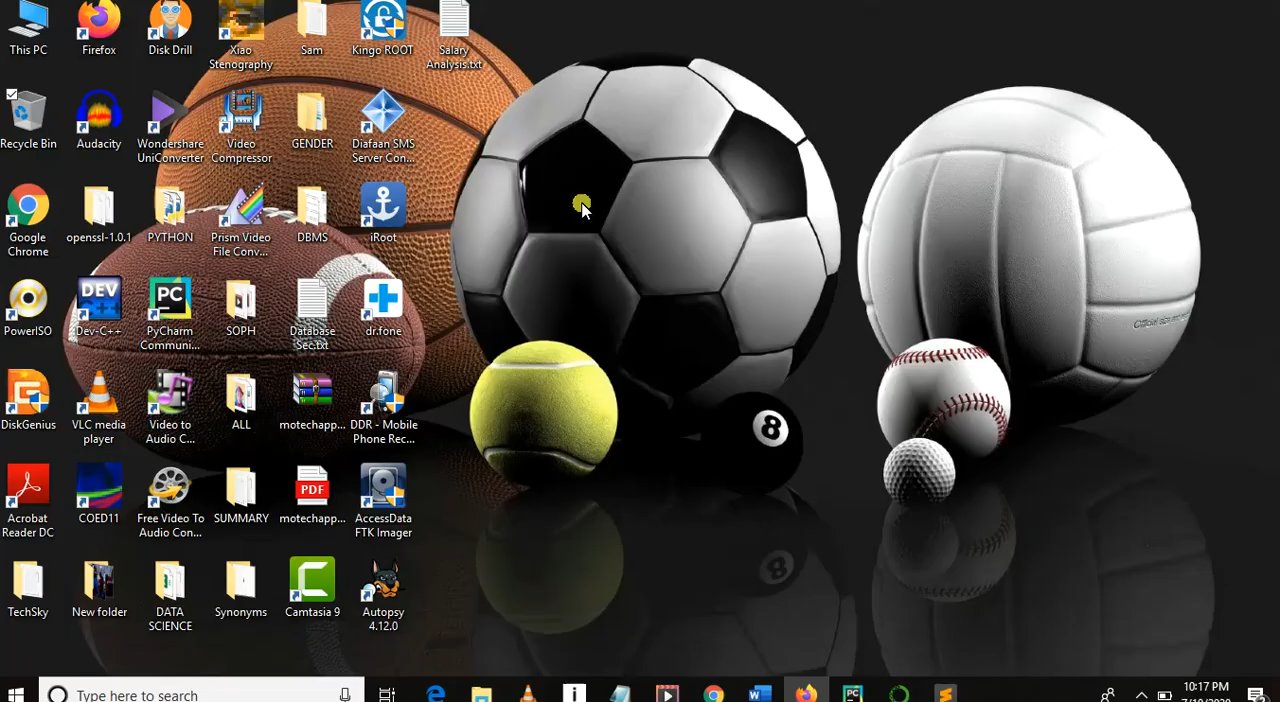 This PC
Firefox
Disk Drill
Xiao
Stenography
Sam
Kingo ROOT
Salary
Analysis.txt
Recycle Bin
Audacity
Wondershare
UniConverter
Video
Compressor
GENDER
Diafaan SMS
Server Con...
Google
Chrome
openssl-1.0.1
PYTHON
Prism Video
File Conv...
DBMS
iRoot
PowerISO
DEV
Dev-C++
PC
PyCharm
Communi...
SOPH
Database
Sec.txt
dr.fone
DiskGenius
VLC media
player
Video to
Audio C...
ALL
motechapp...
DDR - Mobile
Phone Rec...
Acrobat
Reader DC
COED11
Free Video To
Audio Con...
SUMMARY
PDF
motechapp...
AccessData
FTK Imager
TechSky
New folder
DATA
SCIENCE
Synonyms
Camtasia 9
Autopsy
4.12.0
8
Type here to search
10:17 PM